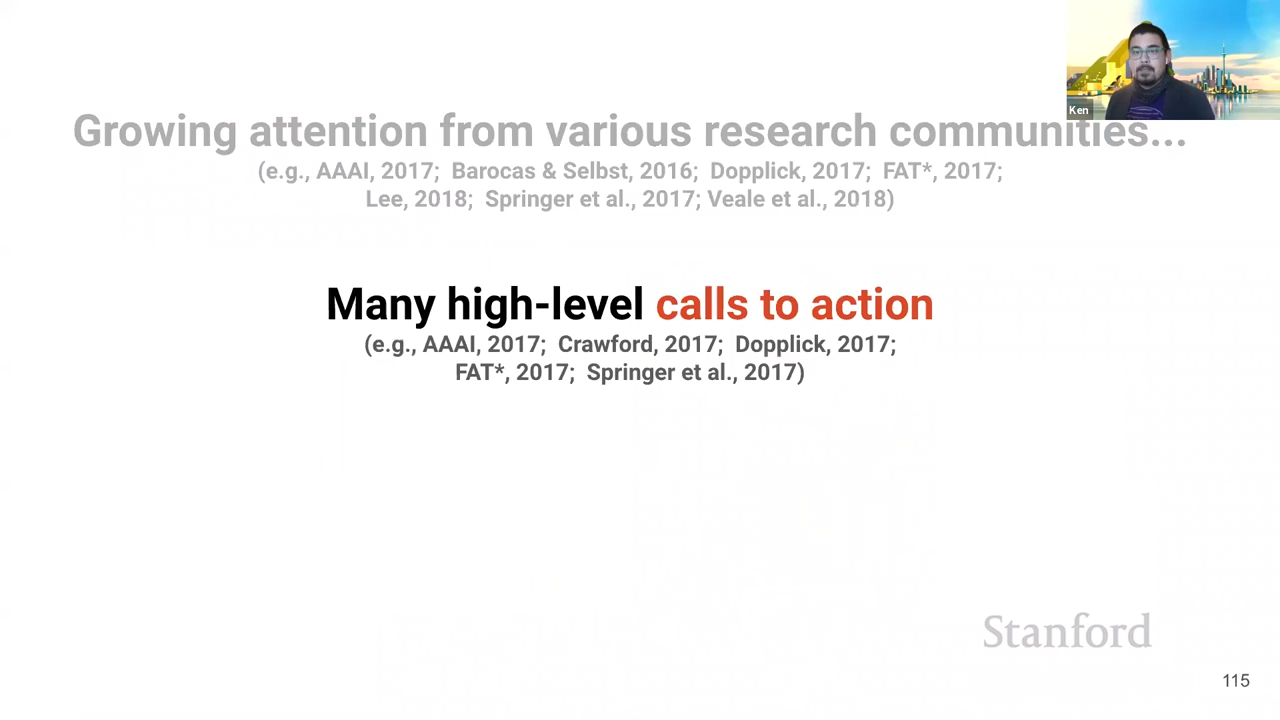 Ken
Growing attention from various research communities...
(e.g., AAAI, 2017; Barocas & Selbst, 2016; Dopplick, 2017; FAT*, 2017;
Lee, 2018; Springer et al., 2017; Veale et al., 2018)
Many high-level calls to action
(e.g., AAAI, 2017; Crawford, 2017; Dopplick, 2017;
FAT*, 2017; Springer et al., 2017)
Stanford
115